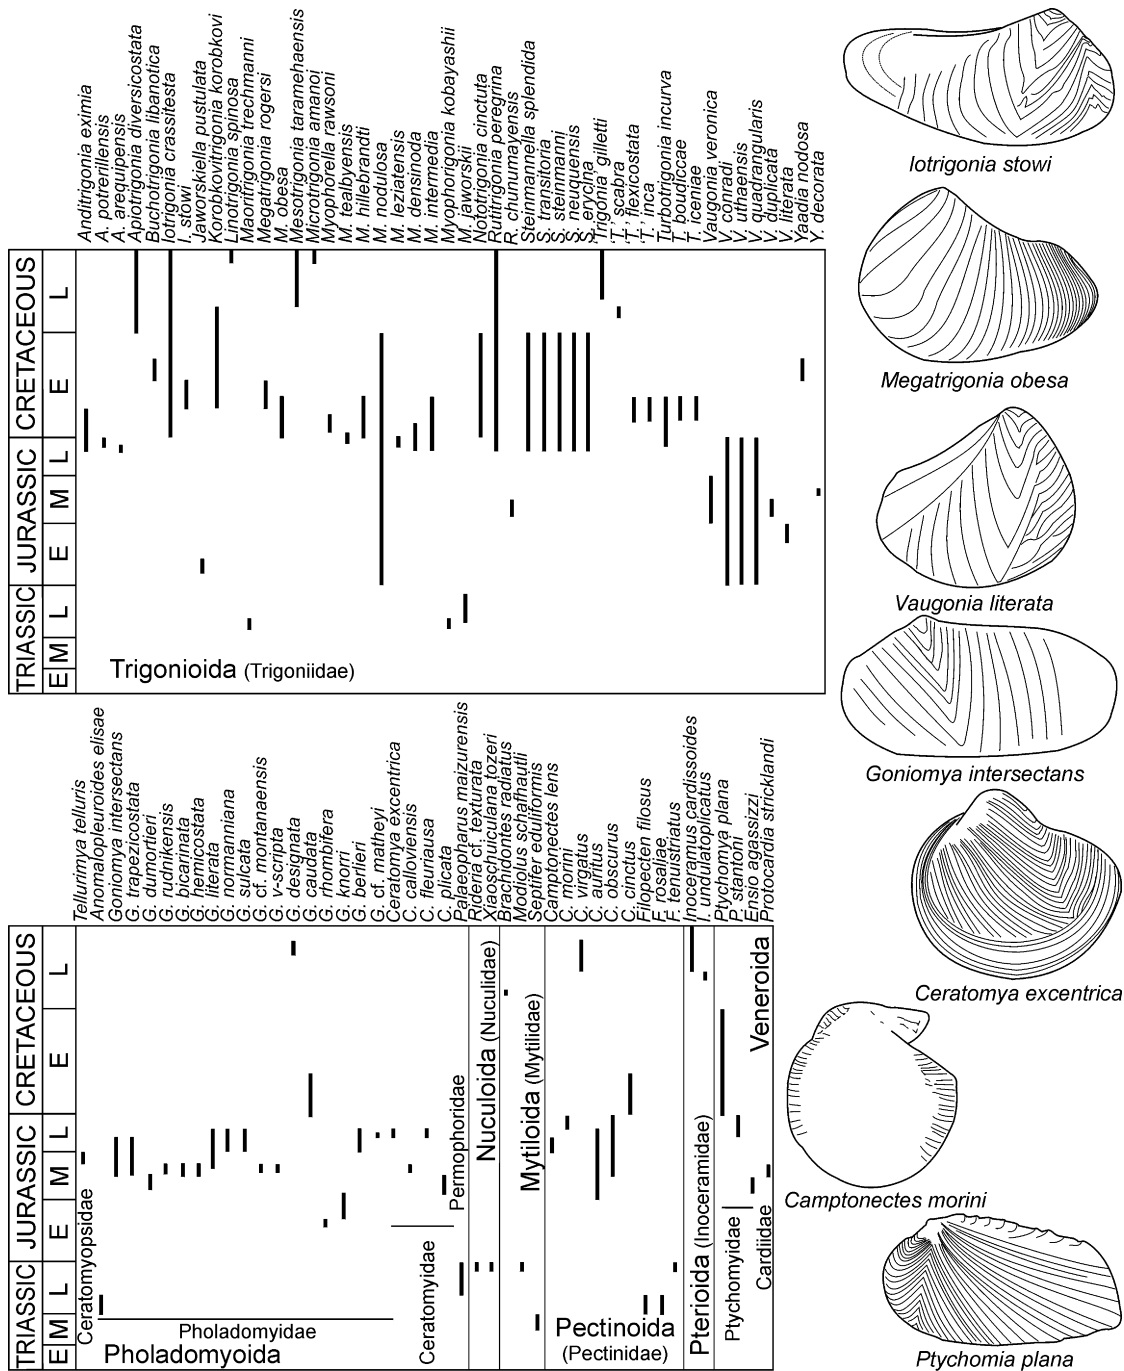 Anditrigonia eximia
A. potrerillensis
A. arequipensis
Apiotrigonia diversicostata
Buchotrigonia libanotica
Iotrigonia crassitesta
I. stowi
Jaworskiella pustulata
Korobkovitrigonia korobkovi
Linotrigonia spinosa
Maoritrigonia trechmanni
Megatrigonia rogersi
M. obesa
Mesotrigonia taramehaensis
Microtrigonia amanoi
Myophorella rawsoni
M. tealbyensis
M. hillebrandti
M. nodulosa
M. leziatensis
M. densinoda
M. intermedia
Myophorigonia kobayashii
M. jaworskii
Nototrigonia cinctuta
Rutitrigonia peregrina
R. chunumayensis
Steinmannella splendida
S. transitoria
S. steinmanni
S. neuquensis
S. erycina
'Trigonia' gilletti
'T.' scabra
'T.' flexicostata
'T.' inca
Turbotrigonia incurva
T. boudiccae
T. iceniae
Vaugonia veronica
V. conradi
V. uthaensis
V. quadrangularis
V. duplicata
V. literata
Yaadia nodosa
Y. decorata
CRETACEOUS
L
E
JURASSIC
L
M
E
TRIASSIC
L
M
E
Trigonioida (Trigoniidae)
Tellurimya telluris
Anomalopleuroides elisae
Goniomya intersectans
G. trapezicostata
G. dumortieri
G. rudnikensis
G. bicarinata
G. hemicostata
G. literata
G. normanniana
G. sulcata
G. cf. montanaensis
G. v-scripta
G. designata
G. caudata
G. rhombifera
G. knorri
G. berlieri
G. cf. matheyi
Ceratomya excentrica
C. calloviensis
C. fleuriausa
C. plicata
Palaeopharus maizurensis
Rideria cf. texturata
Xiaoschuiculana tozeri
Brachidontes radiatus
Modiolus schafhautli
Septifer eduliformis
Camptonectes lens
C. morini
C. virgatus
C. auritus
C. obscurus
C. cinctus
Filopecten filosus
F. rosaliae
F. tenuistriatus
Inoceramus cardissoides
I. undulatoplicatus
Ptychomya plana
P. stantoni
Ensio agassizzi
Protocardia stricklandi
CRETACEOUS
L
E
JURASSIC
L
M
E
TRIASSIC
L
M
E
Ceratomyopsidae
Pholadomyidae
Pholadomyoida
Ceratomyidae
Permophoridae
Nuculoida (Nuculidae)
Mytiloida (Mytilidae)
Pectinoida
(Pectinidae)
Pterioida (Inoceramidae)
Ptychomyidae
Cardiidae
Veneroida
Iotrigonia stowi
Megatrigonia obesa
Vaugonia literata
Goniomya intersectans
Ceratomya excentrica
Camptonectes morini
Ptychomia plana